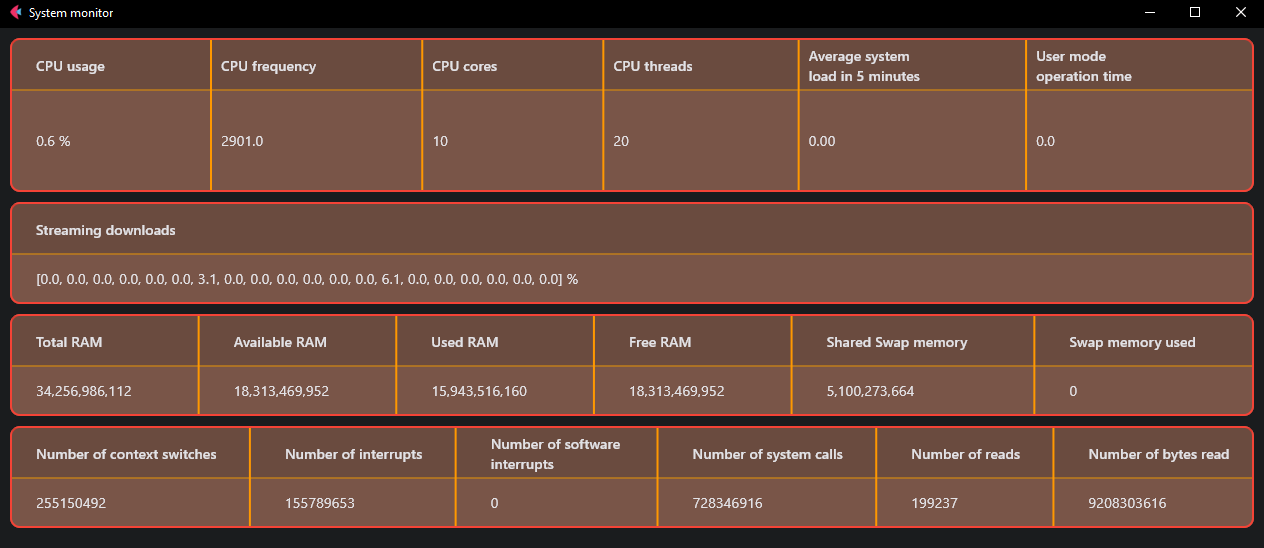 System monitor
CPU usage
CPU frequency
CPU cores
CPU threads
Average system
load in 5 minutes
User mode
operation time
0.6 %
2901.0
10
20
0.00
0.0
Streaming downloads
[0.0, 0.0, 0.0, 0.0, 0.0, 0.0, 3.1, 0.0, 0.0, 0.0, 0.0, 0.0, 0.0, 6.1, 0.0, 0.0, 0.0, 0.0, 0.0, 0.0] %
Total RAM
Available RAM
Used RAM
Free RAM
Shared Swap memory
Swap memory used
34,256,986,112
18,313,469,952
15,943,516,160
18,313,469,952
5,100,273,664
0
Number of context switches
Number of interrupts
Number of software
interrupts
Number of system calls
Number of reads
Number of bytes read
255150492
155789653
0
728346916
199237
9208303616